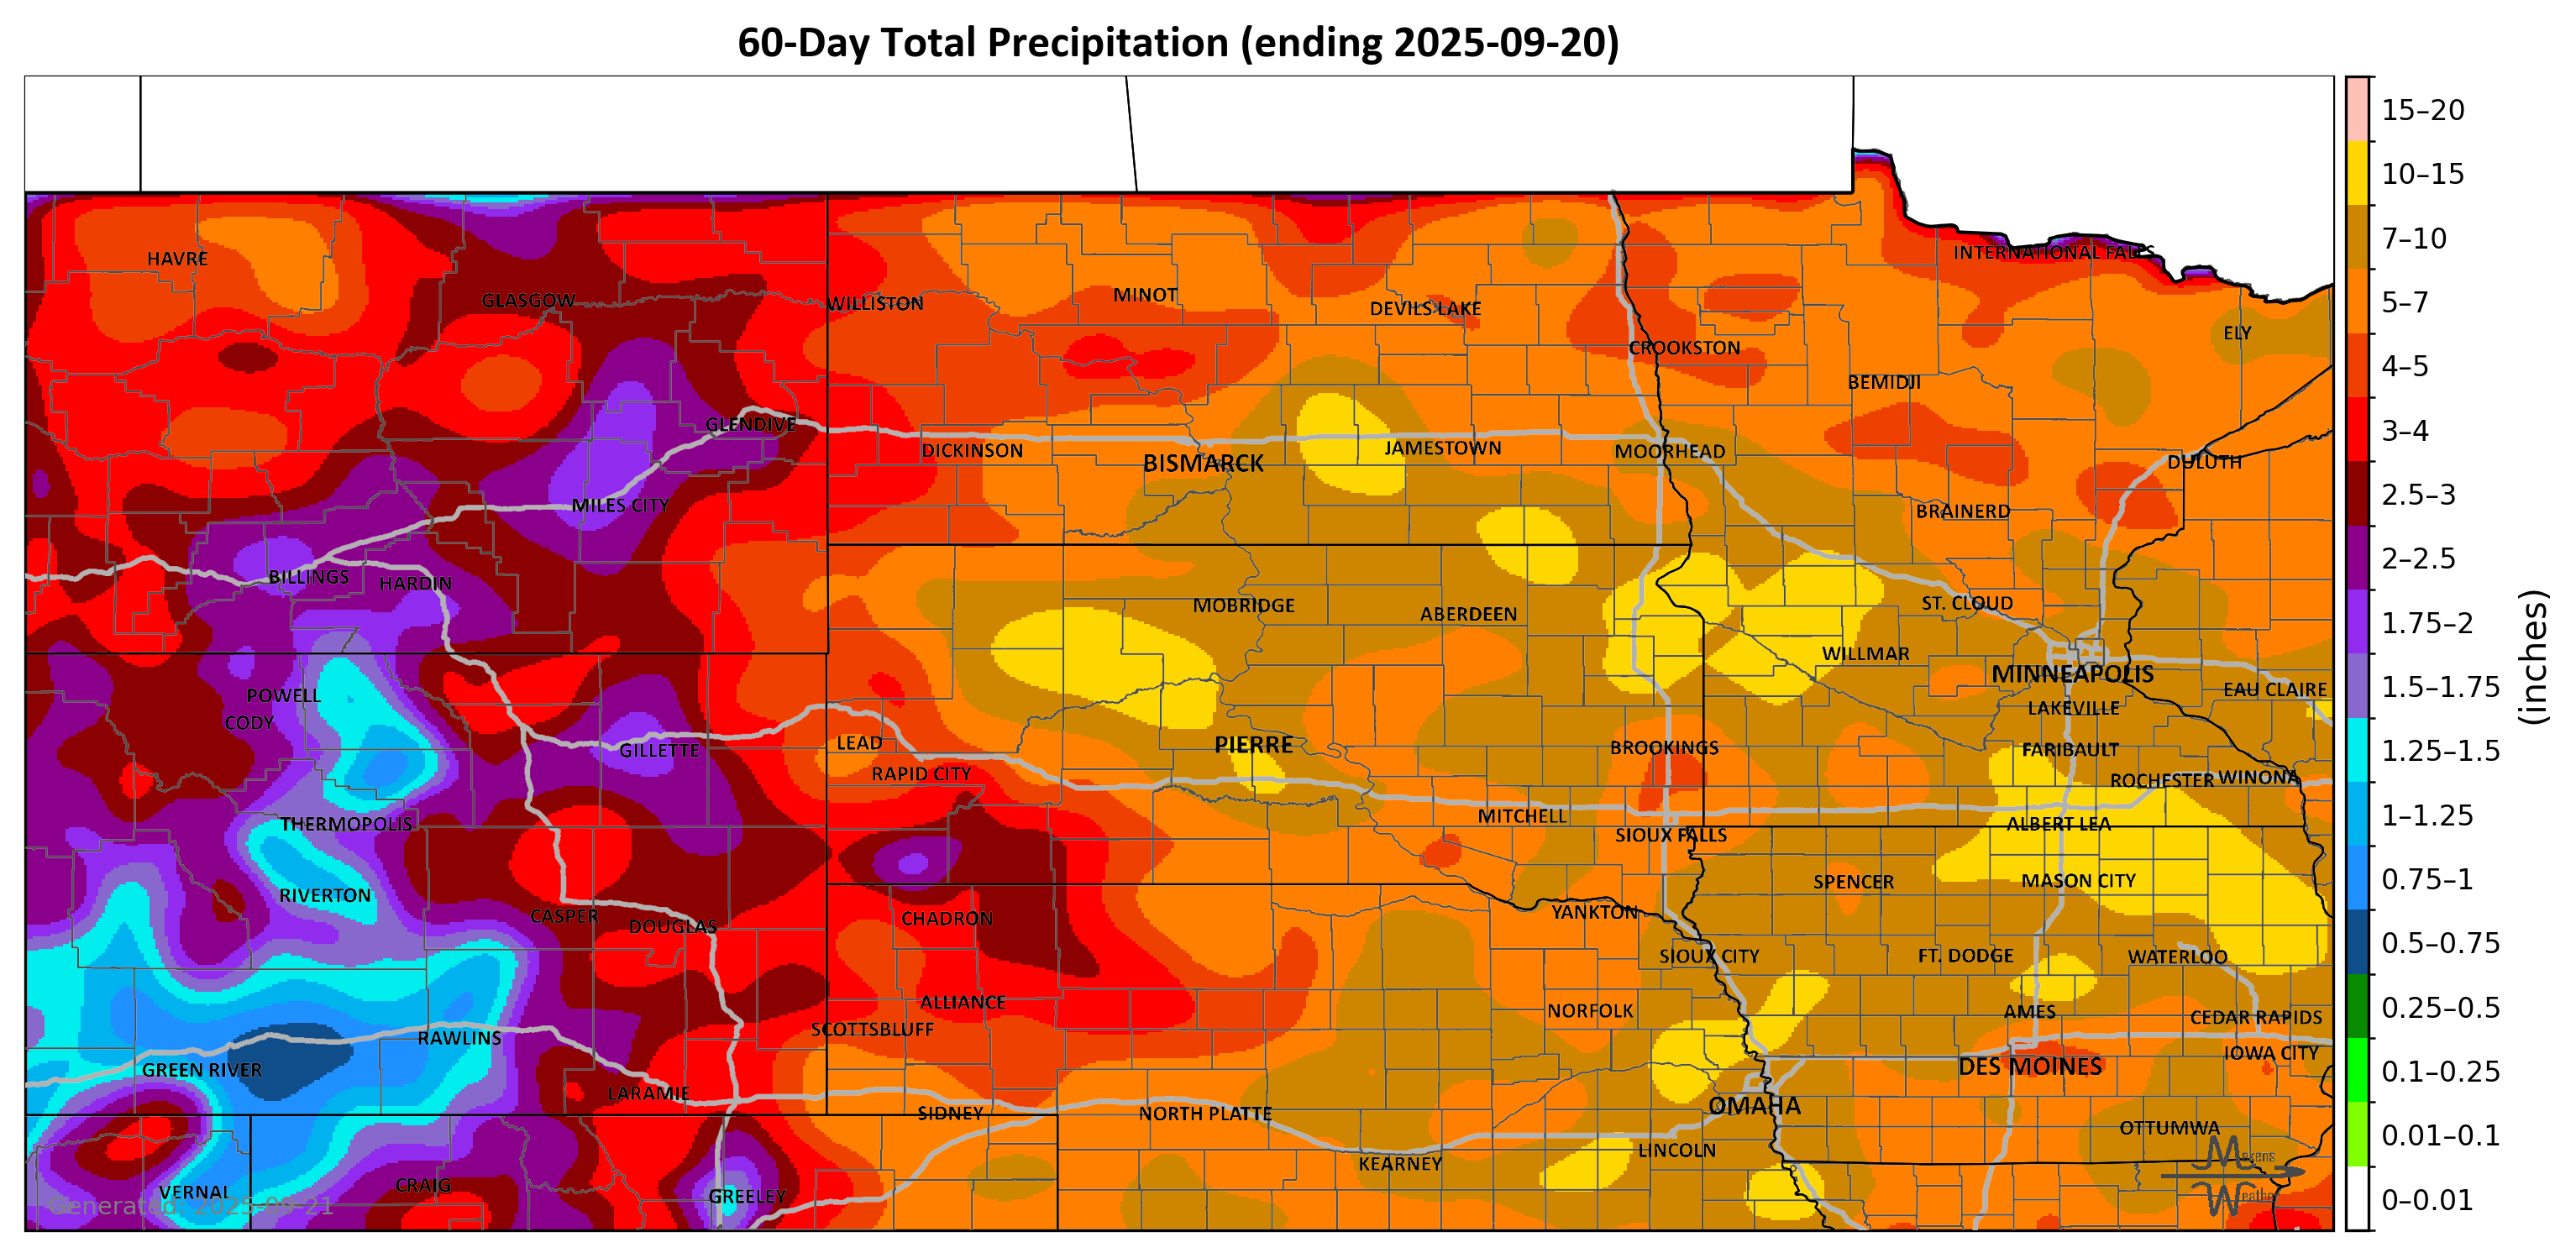 60-Day Total Precipitation (ending 2025-09-20)
15–20
10–15
7–10
5–7
4–5
3–4
2.5–3
2–2.5
1.75–2
1.5–1.75
1.25–1.5
1–1.25
0.75–1
0.5–0.75
0.25–0.5
0.1–0.25
0.01–0.1
0–0.01
(inches)
INTERNATIONAL FALLS
HAVRE
GLASGOW
WILLISTON
MINOT
DEVILS LAKE
ELY
CROOKSTON
BEMIDJI
GLENDIVE
DICKINSON
BISMARCK
JAMESTOWN
MOORHEAD
DULUTH
MILES CITY
BRAINERD
BILLINGS
HARDIN
MOBRIDGE
ABERDEEN
ST. CLOUD
WILLMAR
MINNEAPOLIS
POWELL
EAU CLAIRE
CODY
LAKEVILLE
GILLETTE
LEAD
PIERRE
BROOKINGS
FARIBAULT
RAPID CITY
ROCHESTER
WINONA
THERMOPOLIS
MITCHELL
SIOUX FALLS
ALBERT LEA
RIVERTON
SPENCER
MASON CITY
CASPER
DOUGLAS
CHADRON
YANKTON
SIOUX CITY
FT. DODGE
WATERLOO
ALLIANCE
NORFOLK
AMES
CEDAR RAPIDS
SCOTTSBLUFF
RAWLINS
IOWA CITY
GREEN RIVER
DES MOINES
LARAMIE
SIDNEY
NORTH PLATTE
OMAHA
OTTUMWA
LINCOLN
KEARNEY
VERNAL
CRAIG
GREELEY
Generated: 2025-09-21
Makens
Weather